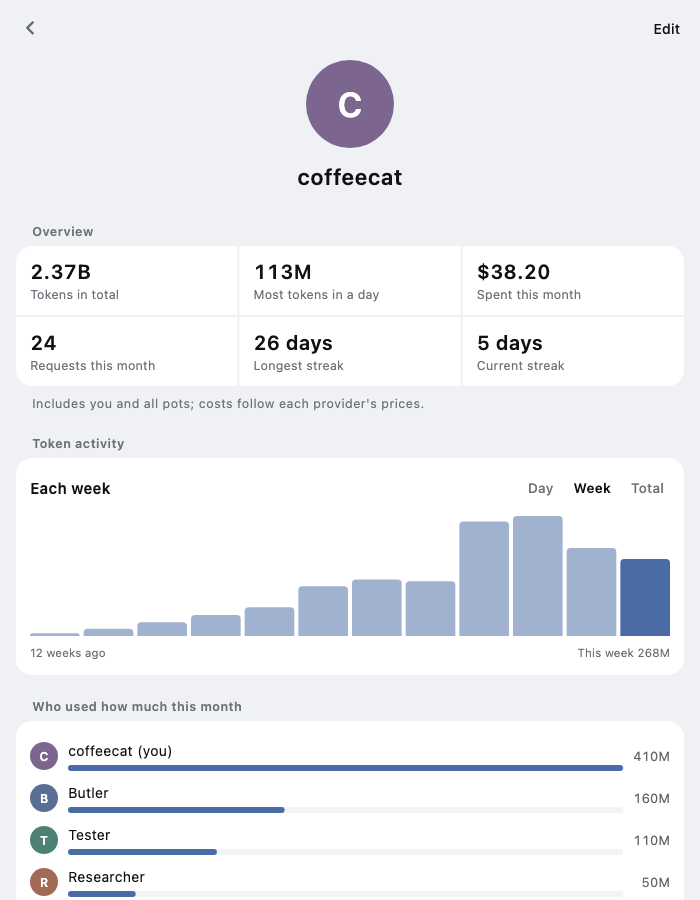 Edit
C
coffeecat
Overview
2.37B
Tokens in total
113M
Most tokens in a day
$38.20
Spent this month
24
Requests this month
26 days
Longest streak
5 days
Current streak
Includes you and all pots; costs follow each provider's prices.
Token activity
Each week
Day
Week
Total
12 weeks ago
This week 268M
Who used how much this month
C
coffeecat (you)
410M
B
Butler
160M
T
Tester
110M
R
Researcher
50M